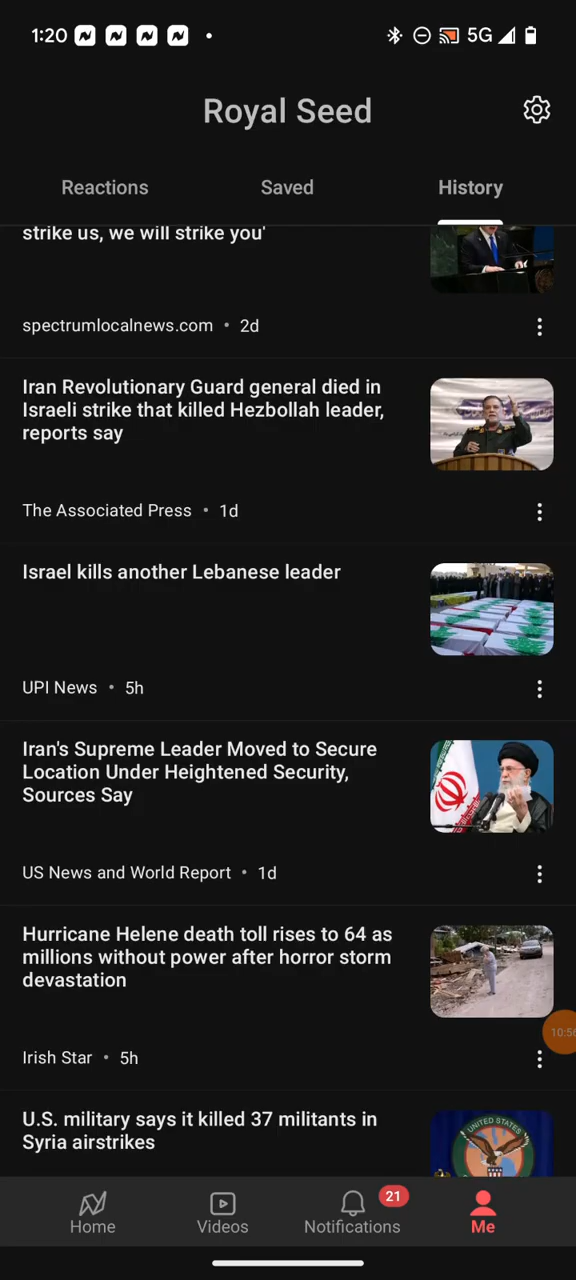 1:20
5G
Royal Seed
Reactions
Saved
History
strike us, we will strike you'
spectrumlocalnews.com • 2d
Iran Revolutionary Guard general died in
Israeli strike that killed Hezbollah leader,
reports say
The Associated Press • 1d
Israel kills another Lebanese leader
UPI News • 5h
Iran's Supreme Leader Moved to Secure
Location Under Heightened Security,
Sources Say
US News and World Report • 1d
Hurricane Helene death toll rises to 64 as
millions without power after horror storm
devastation
10:56
Irish Star • 5h
U.S. military says it killed 37 militants in
Syria airstrikes
UNITED STATES
21
Home
Videos
Notifications
Me